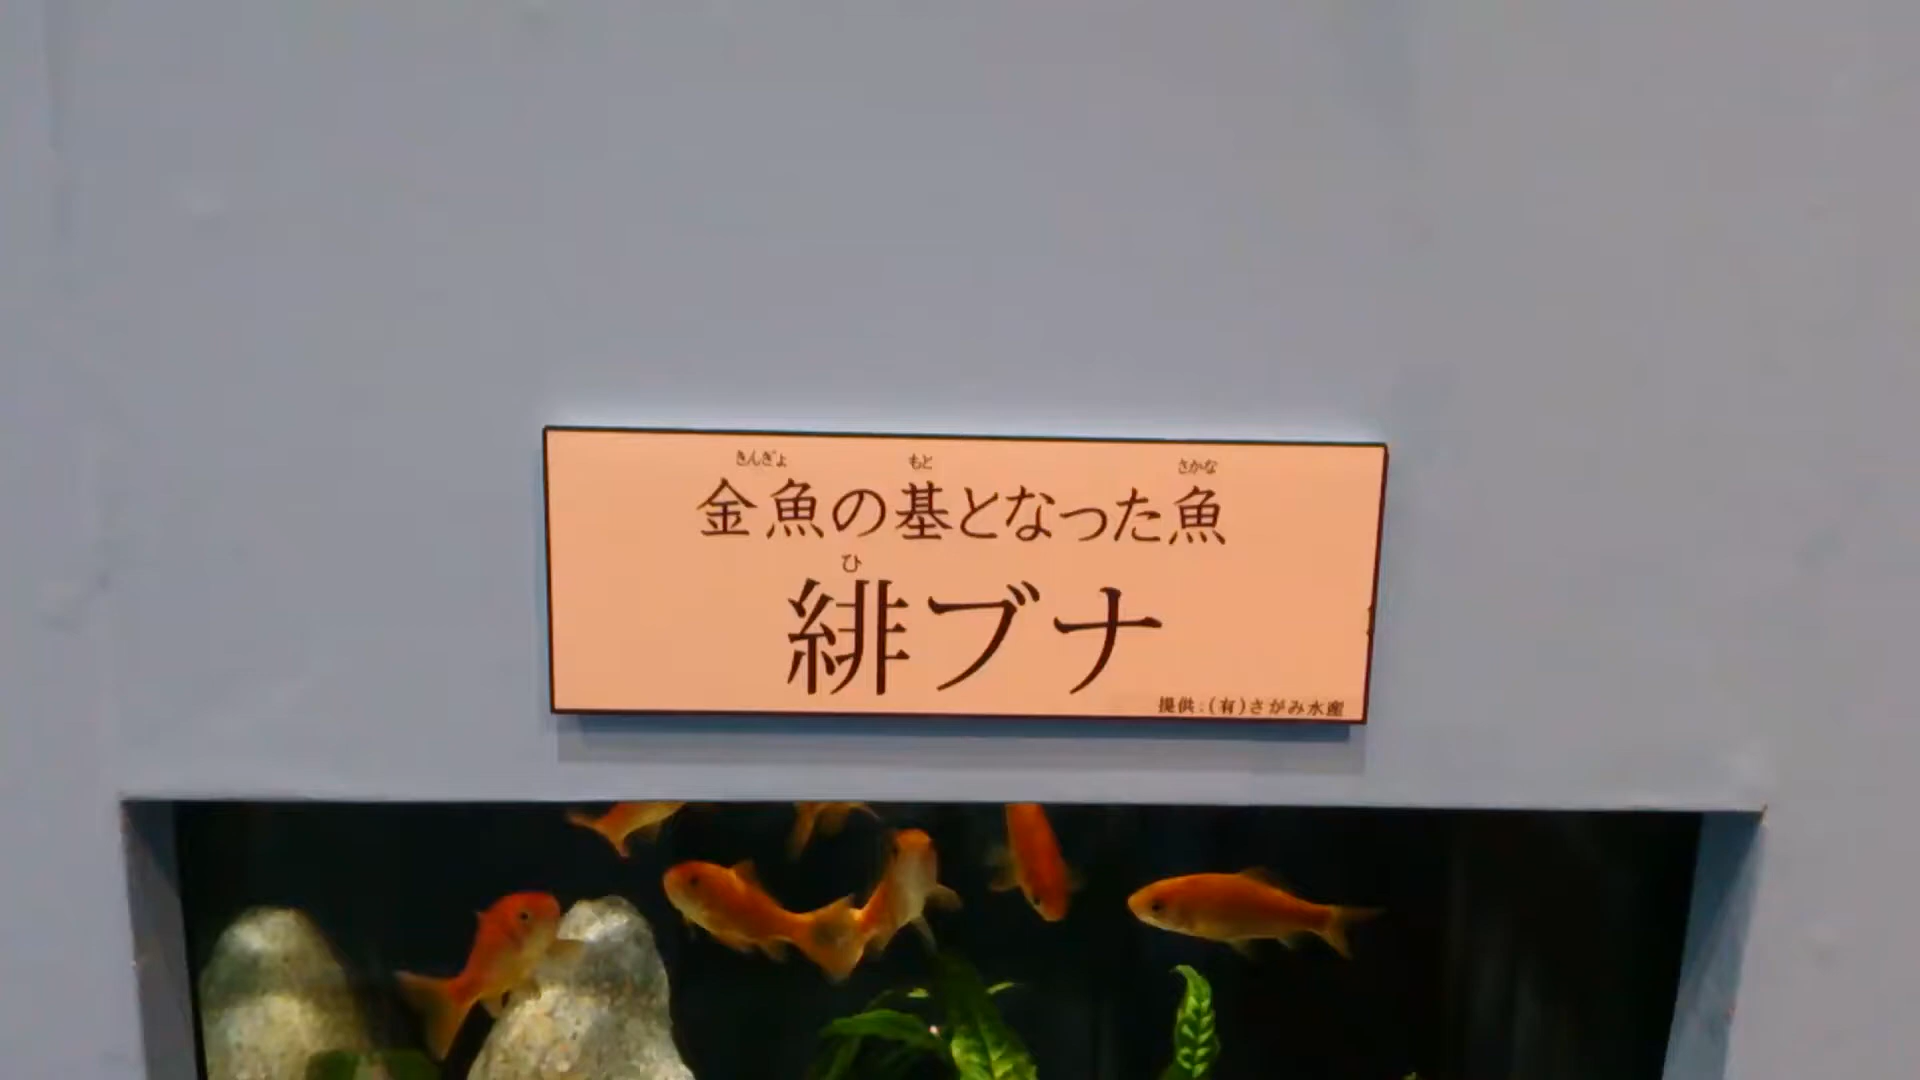 きんぎょ もと さかな
金魚の基となった魚
ひ
緋ブナ
提供:(有)さがみ水産